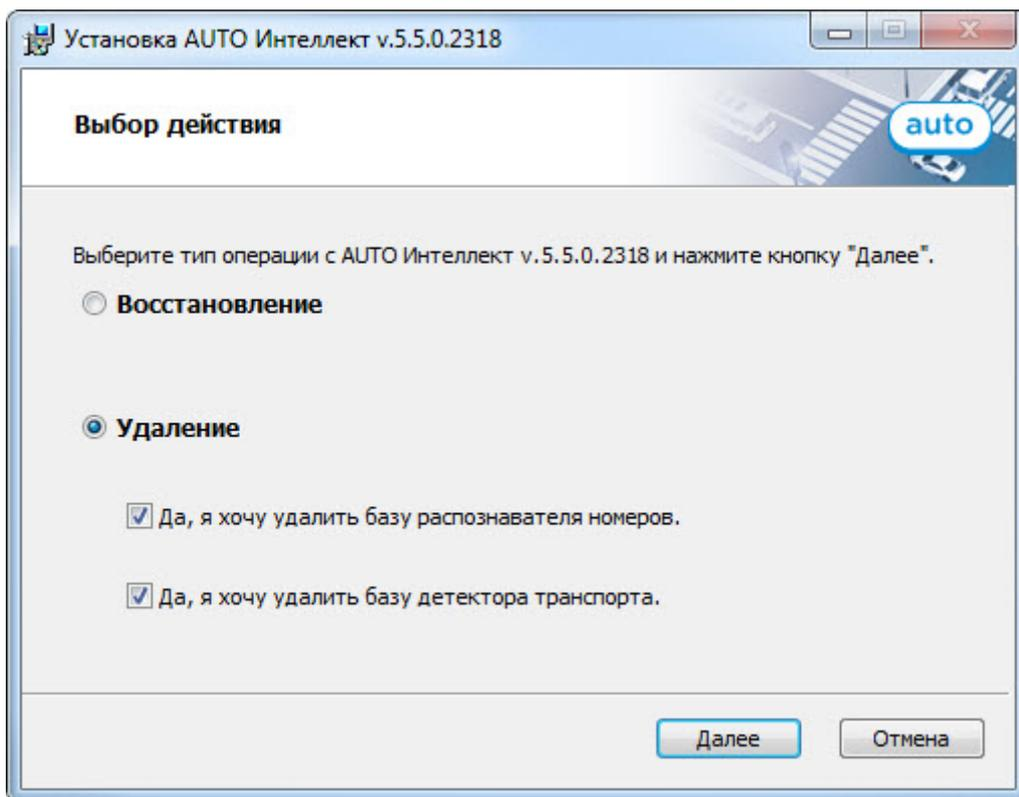 Установка AUTO Интеллект v.5.5.0.2318
Выбор действия
auto
Выберите тип операции с AUTO Интеллект v.5.5.0.2318 и нажмите кнопку "Далее".
Восстановление
Удаление
Да, я хочу удалить базу распознавателя номеров.
Да, я хочу удалить базу детектора транспорта.
Далее
Отмена